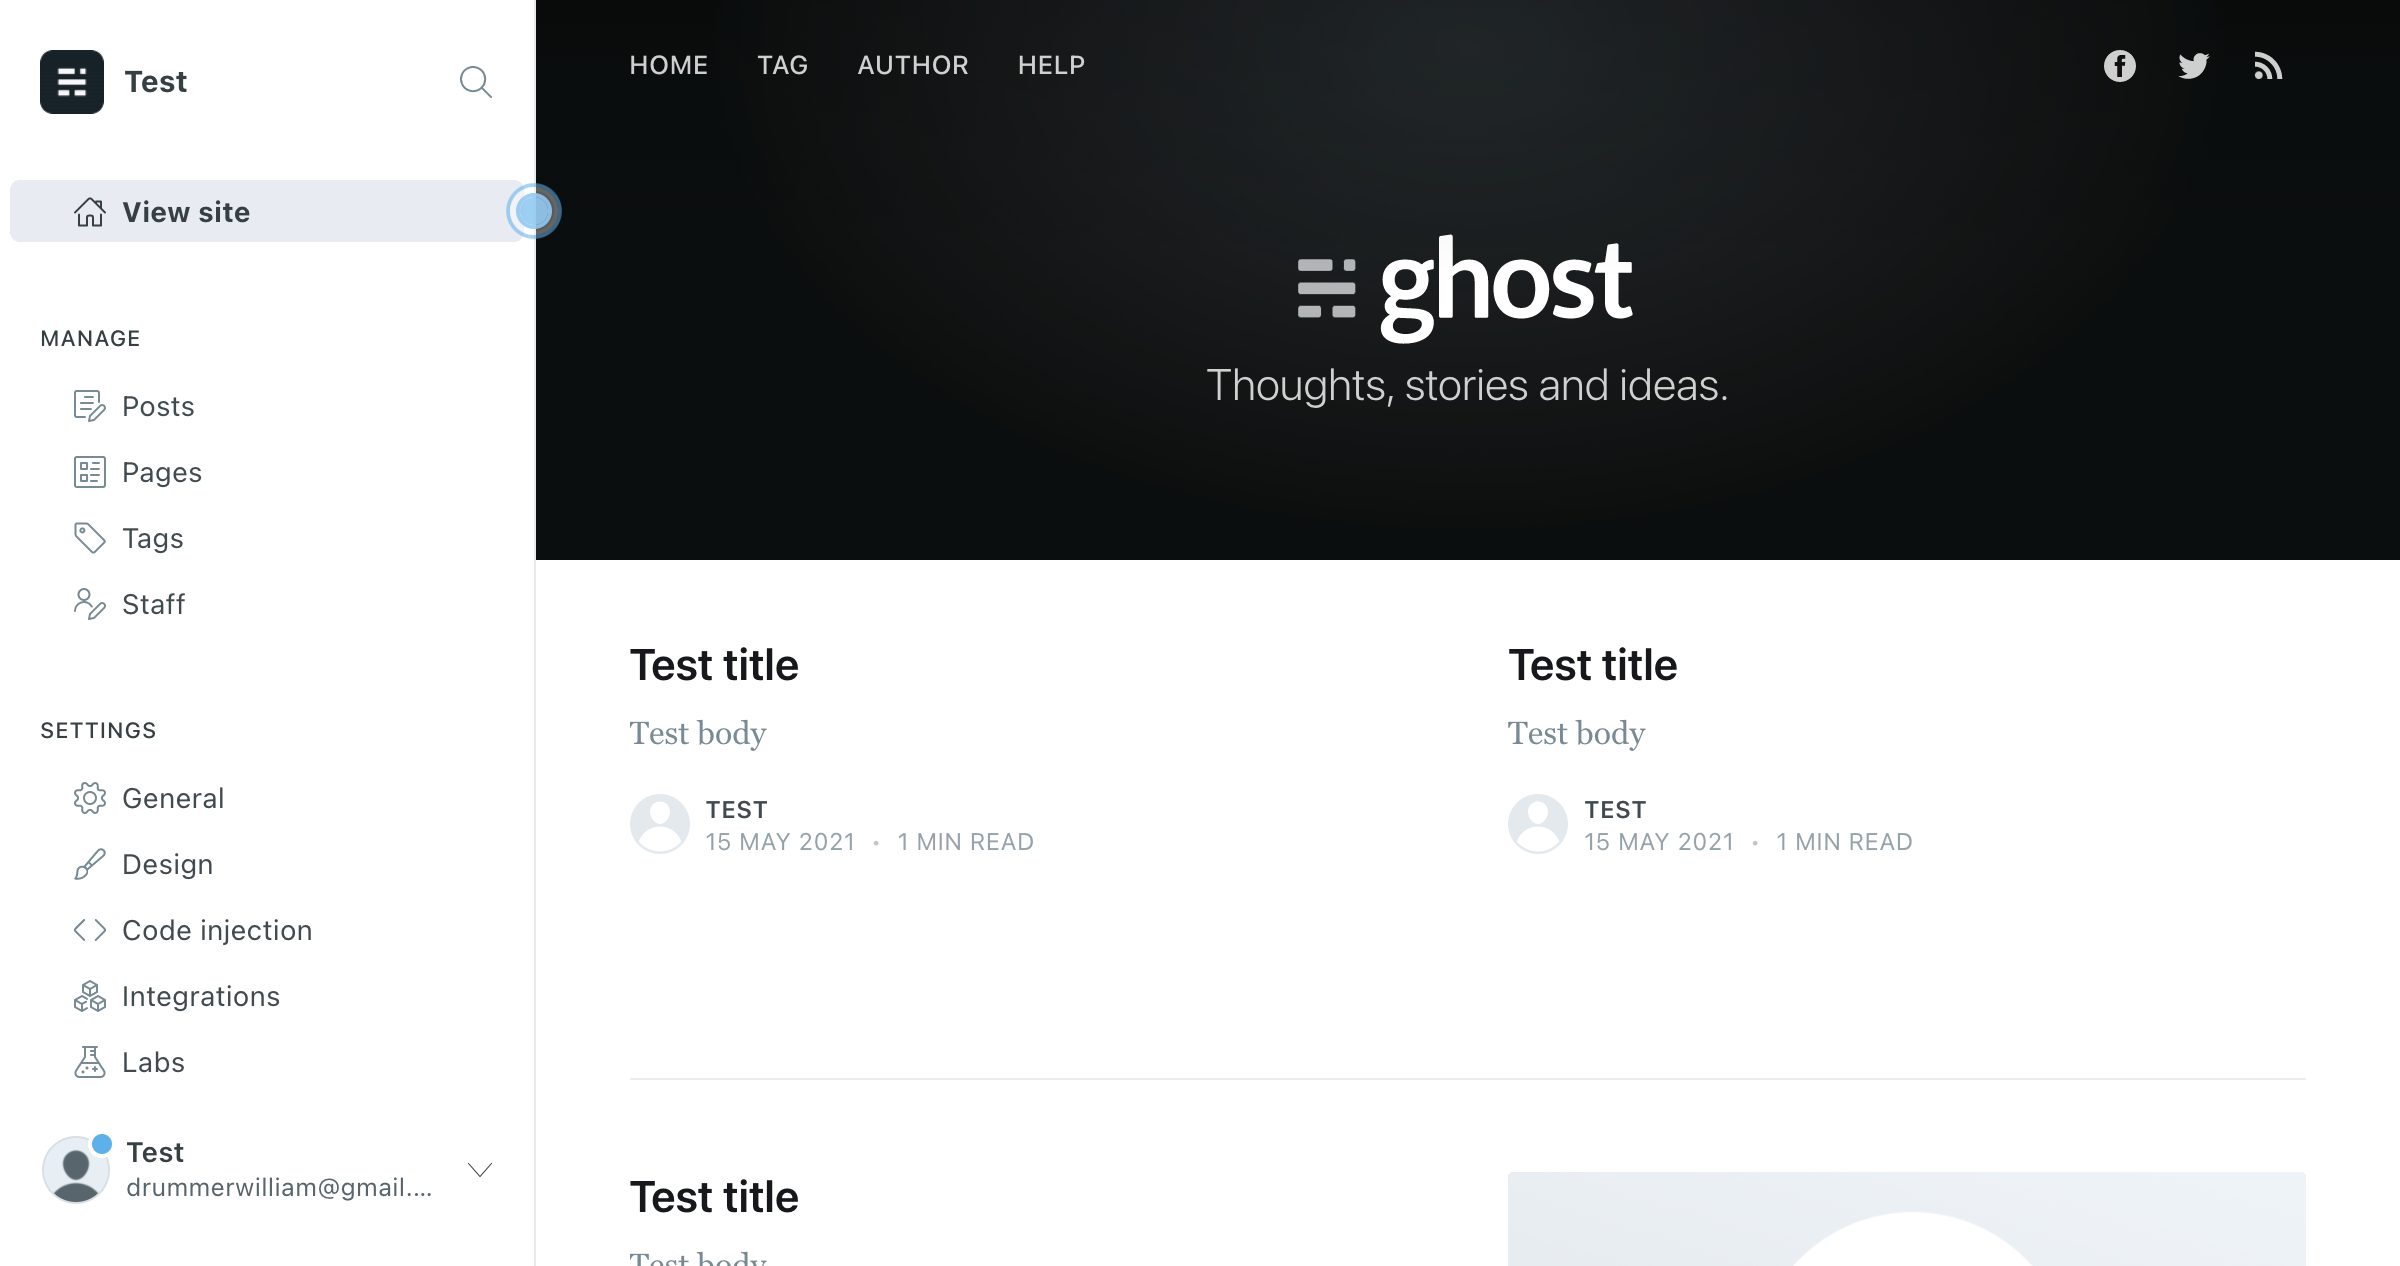 Test
View site
MANAGE
Posts
Pages
Tags
Staff
SETTINGS
General
Design
Code injection
Integrations
Labs
Test
drummerwilliam@gmail....
HOME TAG AUTHOR HELP
ghost
Thoughts, stories and ideas.
Test title
Test body
TEST
15 MAY 2021 • 1 MIN READ
Test title
Test body
TEST
15 MAY 2021 • 1 MIN READ
Test title
Test body